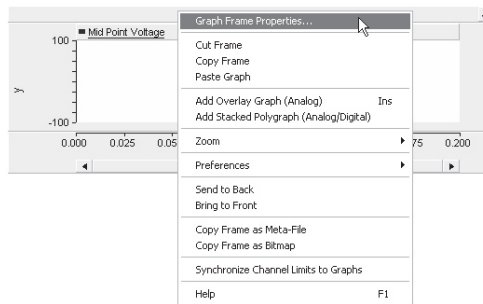 Mid Point Voltage
100
y
-100
0.000 0.025 0.05
75 0.200
Graph Frame Properties...
Cut Frame
Copy Frame
Paste Graph
Add Overlay Graph (Analog) Ins
Add Stacked Polygraph (Analog/Digital)
Zoom
Preferences
Send to Back
Bring to Front
Copy Frame as Meta-File
Copy Frame as Bitmap
Synchronize Channel Limits to Graphs
Help F1